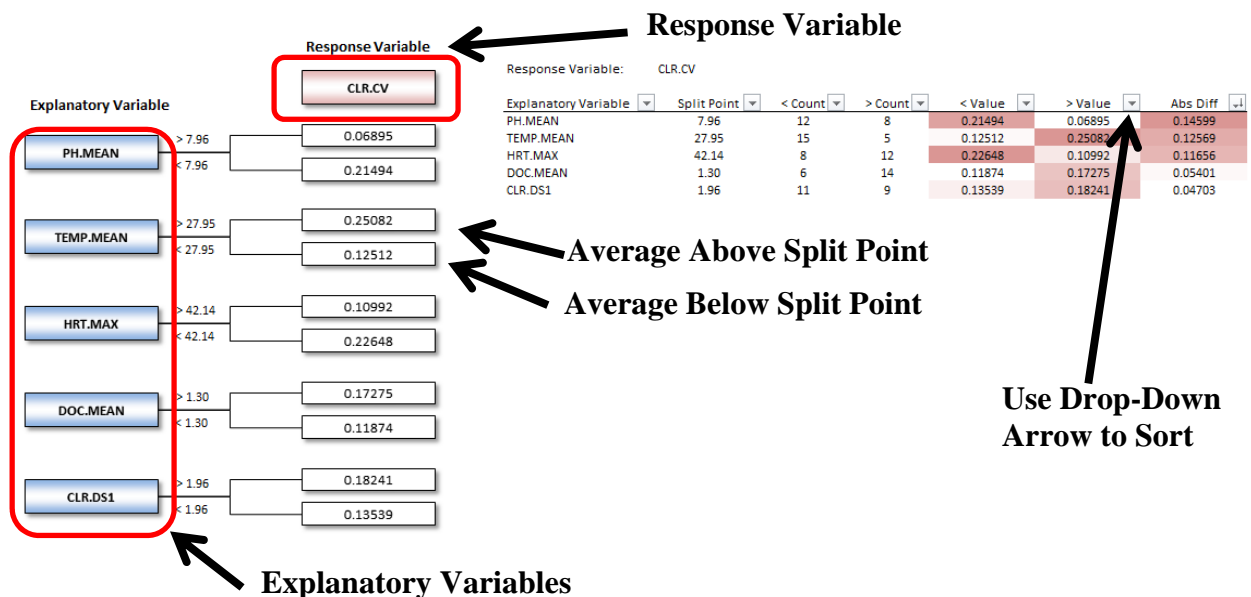 Response Variable
Response Variable
CLR.CV
Explanatory Variable
PH.MEAN
> 7.96
< 7.96
0.06895
0.21494
TEMP.MEAN
> 27.95
< 27.95
0.25082
0.12512
HRT.MAX
> 42.14
< 42.14
0.10992
0.22648
DOC.MEAN
> 1.30
< 1.30
0.17275
0.11874
CLR.DS1
> 1.96
< 1.96
0.18241
0.13539
Response Variable: CLR.CV
Explanatory Variable Split Point < Count > Count < Value > Value Abs Diff
PH.MEAN 7.96 12 8 0.21494 0.06895 0.14599
TEMP.MEAN 27.95 15 5 0.12512 0.25082 0.12569
HRT.MAX 42.14 8 12 0.22648 0.10992 0.11656
DOC.MEAN 1.30 6 14 0.11874 0.17275 0.05401
CLR.DS1 1.96 11 9 0.13539 0.18241 0.04703
Average Above Split Point
Average Below Split Point
Use Drop-Down
Arrow to Sort
Explanatory Variables